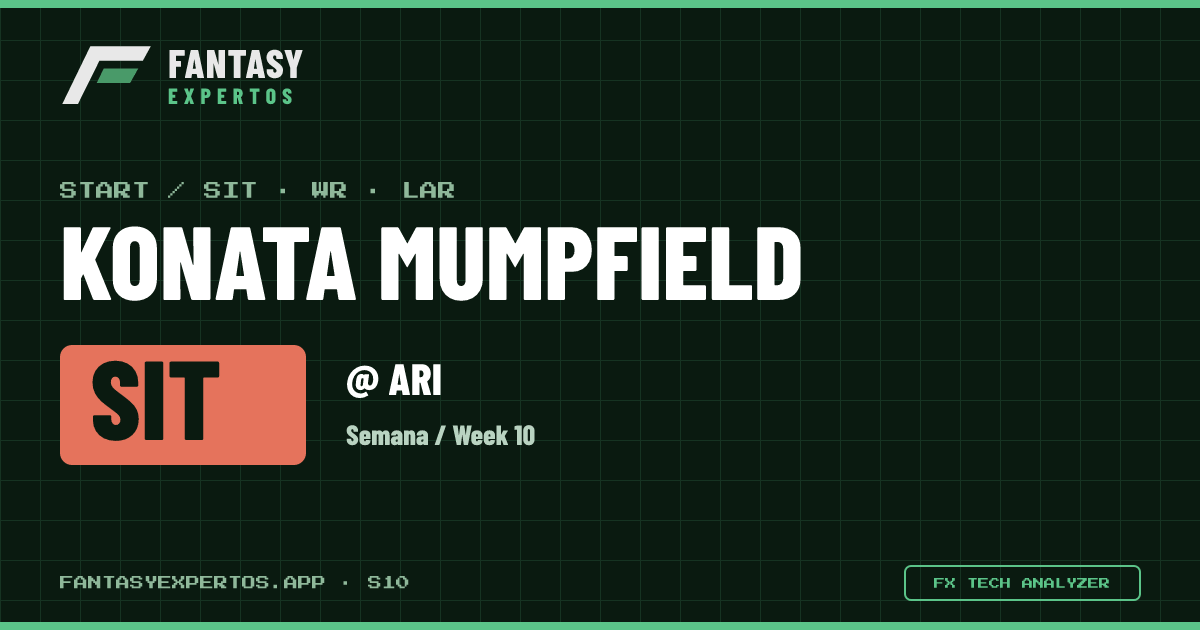 FANTASY
EXPERTOS
START / SIT · WR · LAR
KONATA MUMPFIELD
SIT
@ ARI
Semana / Week 10
FANTASYEXPERTOS.APP · S10
FX TECH ANALYZER